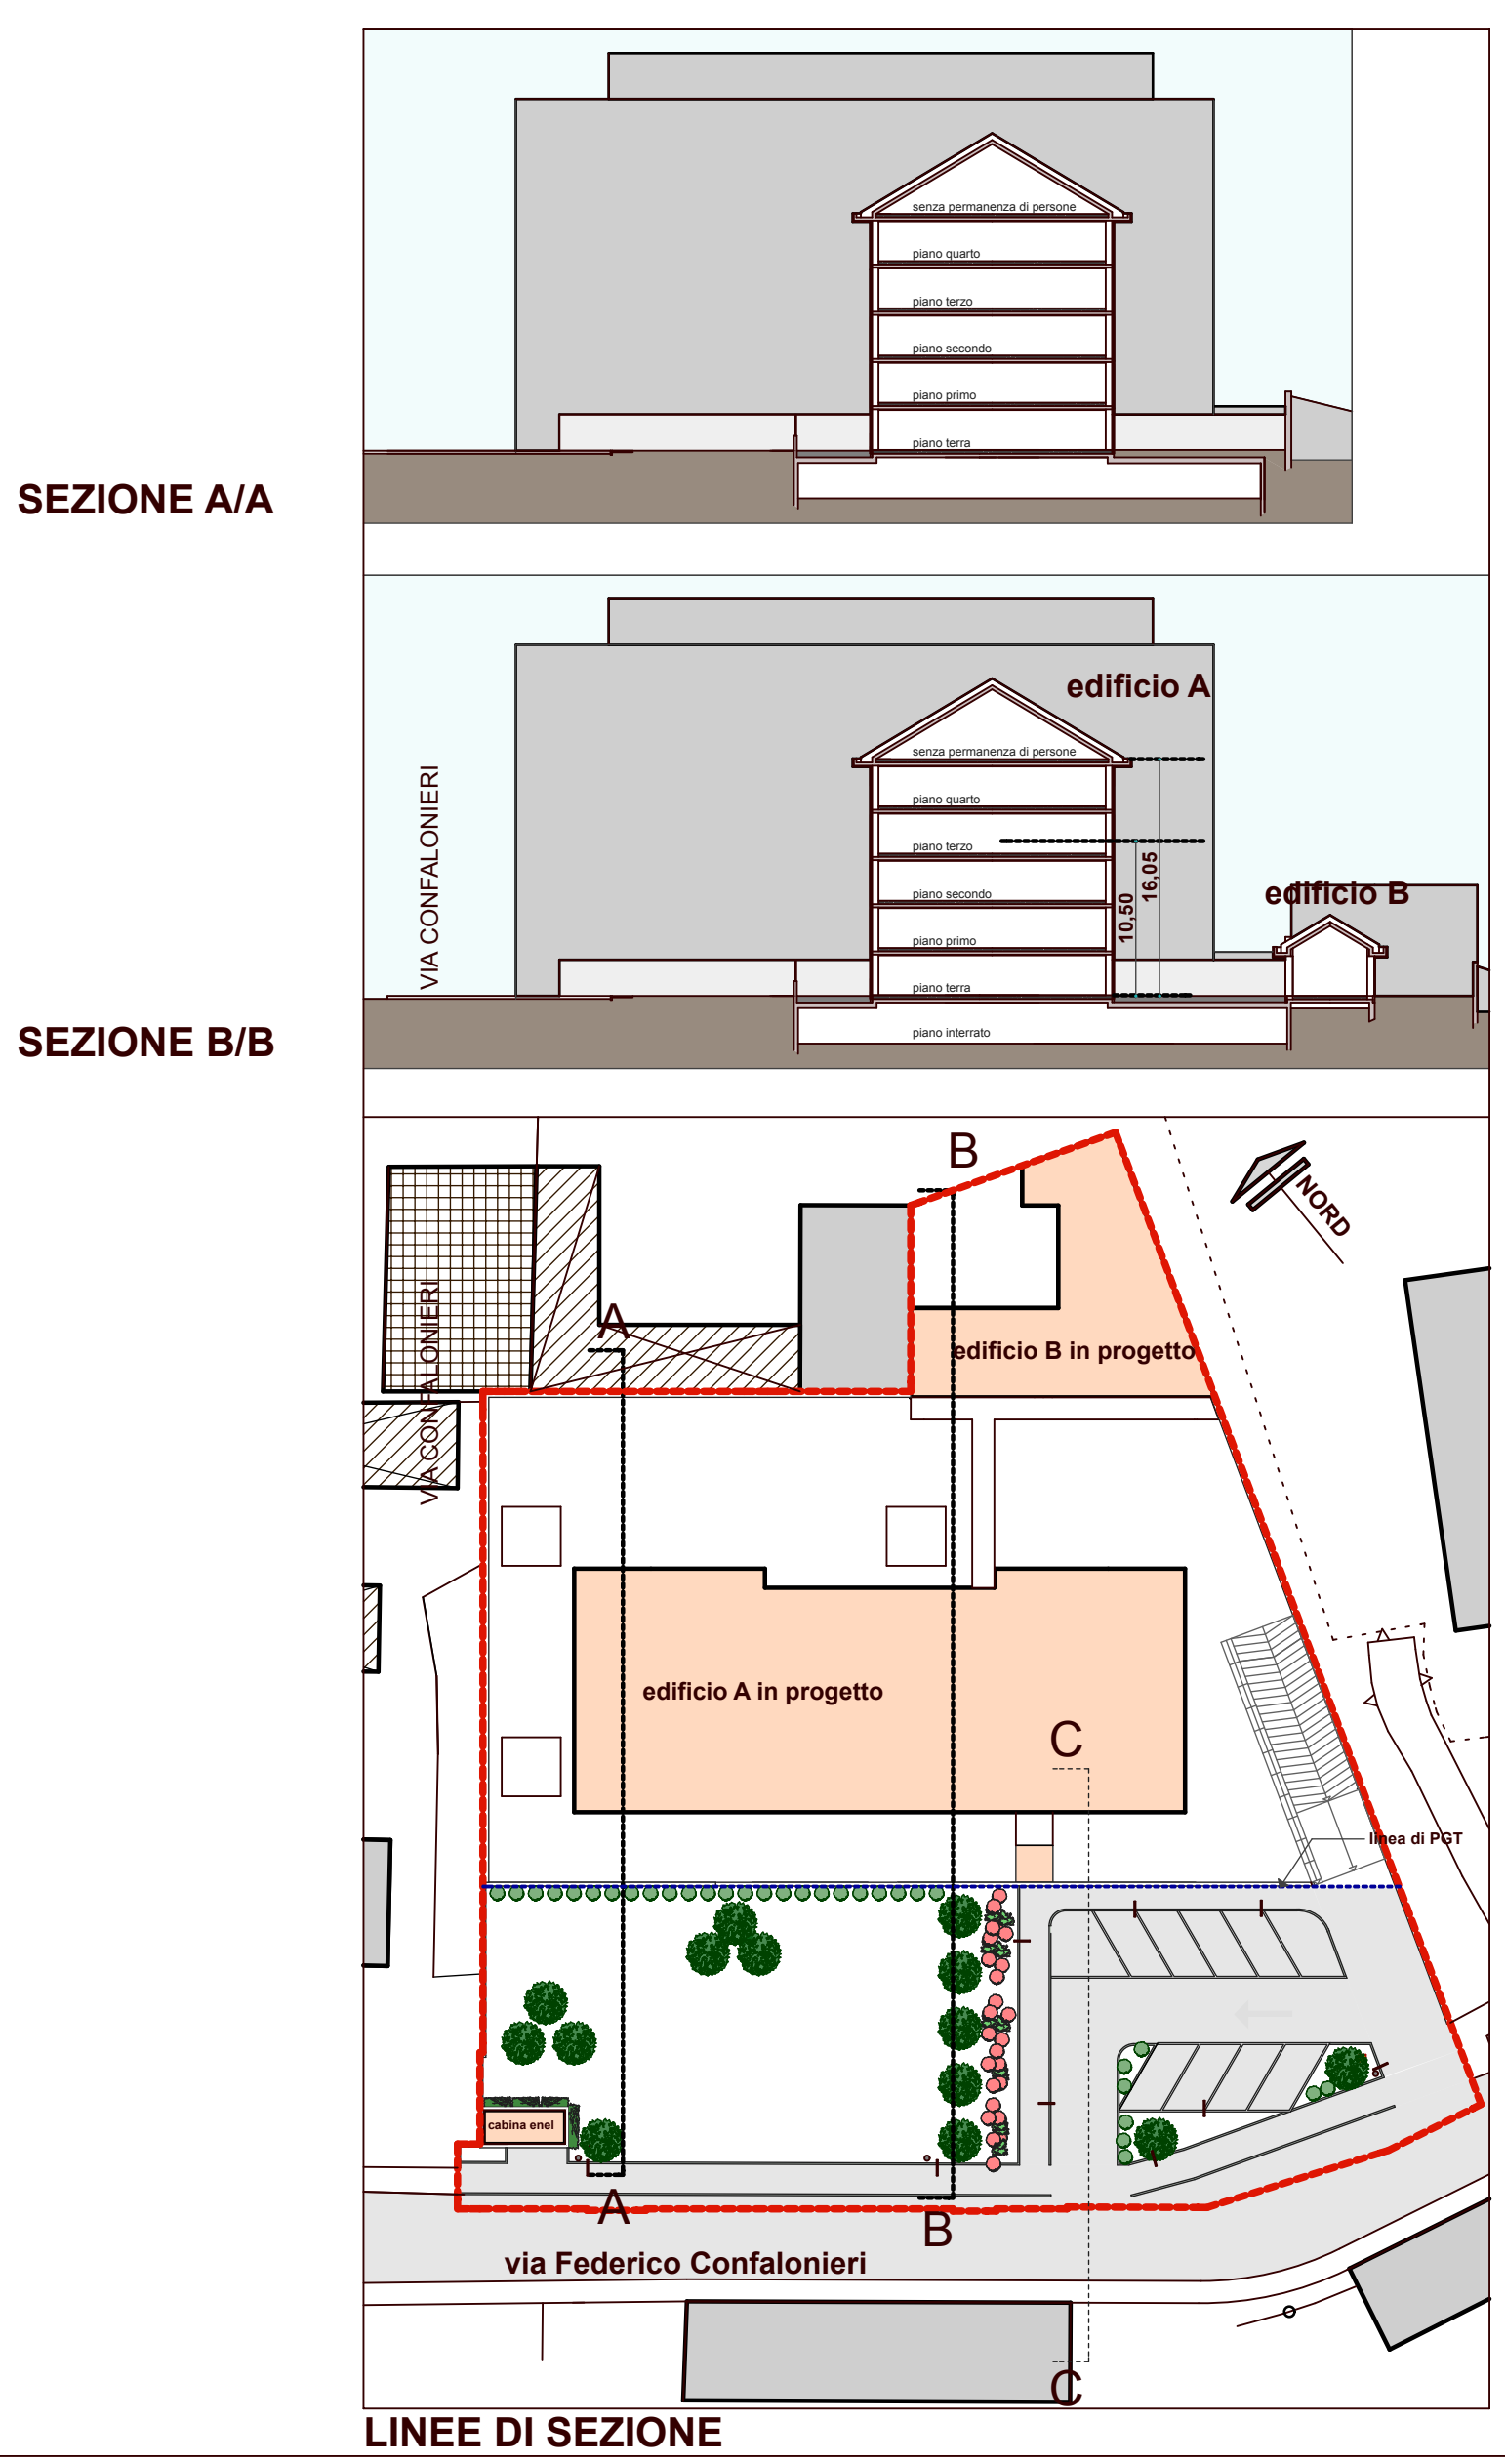 senza permanenza di persone
piano quarto
piano terzo
piano secondo
piano primo
piano terra
SEZIONE A/A
edificio A
senza permanenza di persone
piano quarto
piano terzo
piano secondo
piano primo
piano terra
piano interrato
10,50
16,05
edificio B
VIA CONFALONIERI
SEZIONE B/B
B
NORD
A
VIA CONFALONIERI
edificio B in progetto
edificio A in progetto
C
linea di PGT
cabina enel
A
B
via Federico Confalonieri
C
LINEE DI SEZIONE